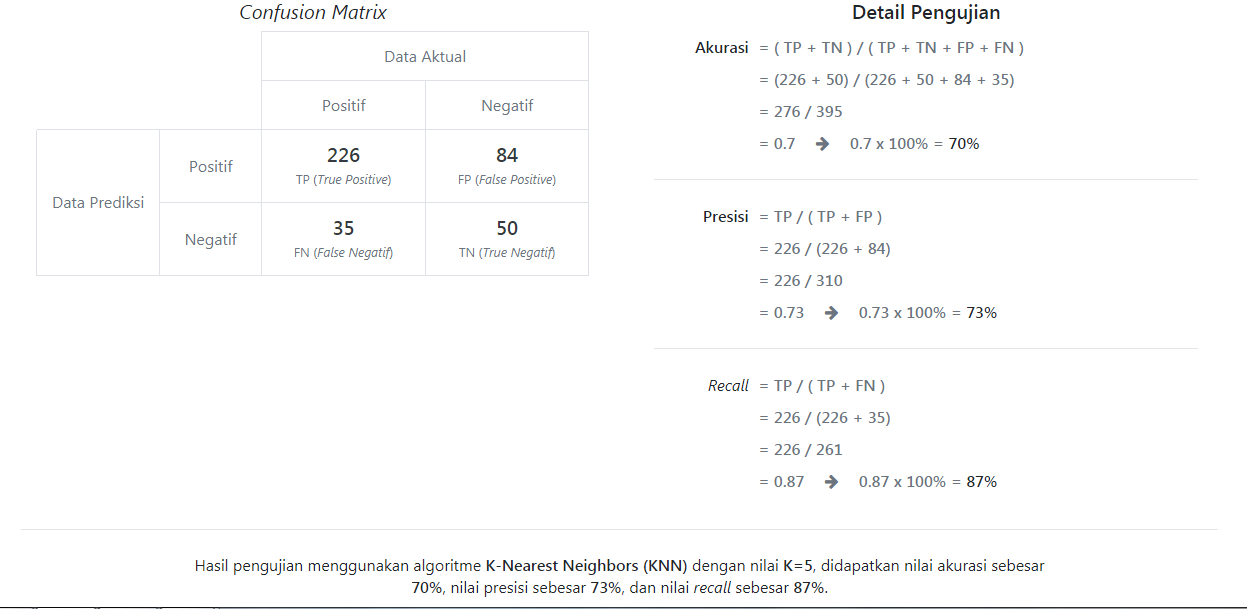 Confusion Matrix
Data Aktual
Positif Negatif
Data Prediksi
Positif
226
TP (True Positive)
84
FP (False Positive)
Negatif
35
FN (False Negatif)
50
TN (True Negatif)
Detail Pengujian
Akurasi = ( TP + TN ) / ( TP + TN + FP + FN )
= (226 + 50) / (226 + 50 + 84 + 35)
= 276 / 395
= 0.7 ➔ 0.7 x 100% = 70%
Presisi = TP / ( TP + FP )
= 226 / (226 + 84)
= 226 / 310
= 0.73 ➔ 0.73 x 100% = 73%
Recall = TP / ( TP + FN )
= 226 / (226 + 35)
= 226 / 261
= 0.87 ➔ 0.87 x 100% = 87%
Hasil pengujian menggunakan algoritme K-Nearest Neighbors (KNN) dengan nilai K=5, didapatkan nilai akurasi sebesar
70%, nilai presisi sebesar 73%, dan nilai recall sebesar 87%.